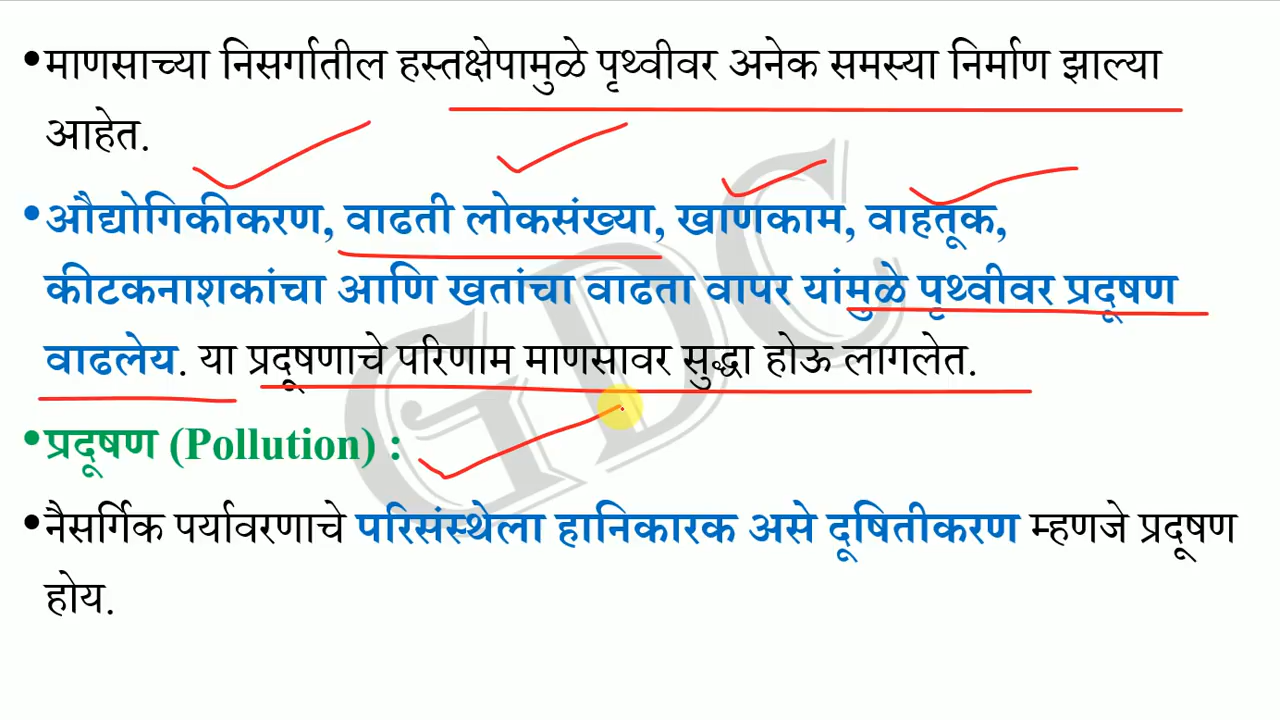 •माणसाच्या निसर्गातील हस्तक्षेपामुळे पृथ्वीवर अनेक समस्या निर्माण झाल्या
आहेत.
•औद्योगिकीकरण, वाढती लोकसंख्या, खाणकाम, वाहतूक,
कीटकनाशकांचा आणि खतांचा वाढता वापर यांमुळे पृथ्वीवर प्रदूषण
वाढलेय. या प्रदूषणाचे परिणाम माणसावर सुद्धा होऊ लागलेत.
•प्रदूषण (Pollution) :
•नैसर्गिक पर्यावरणाचे परिसंस्थेला हानिकारक असे दूषितीकरण म्हणजे प्रदूषण
होय.
GDC